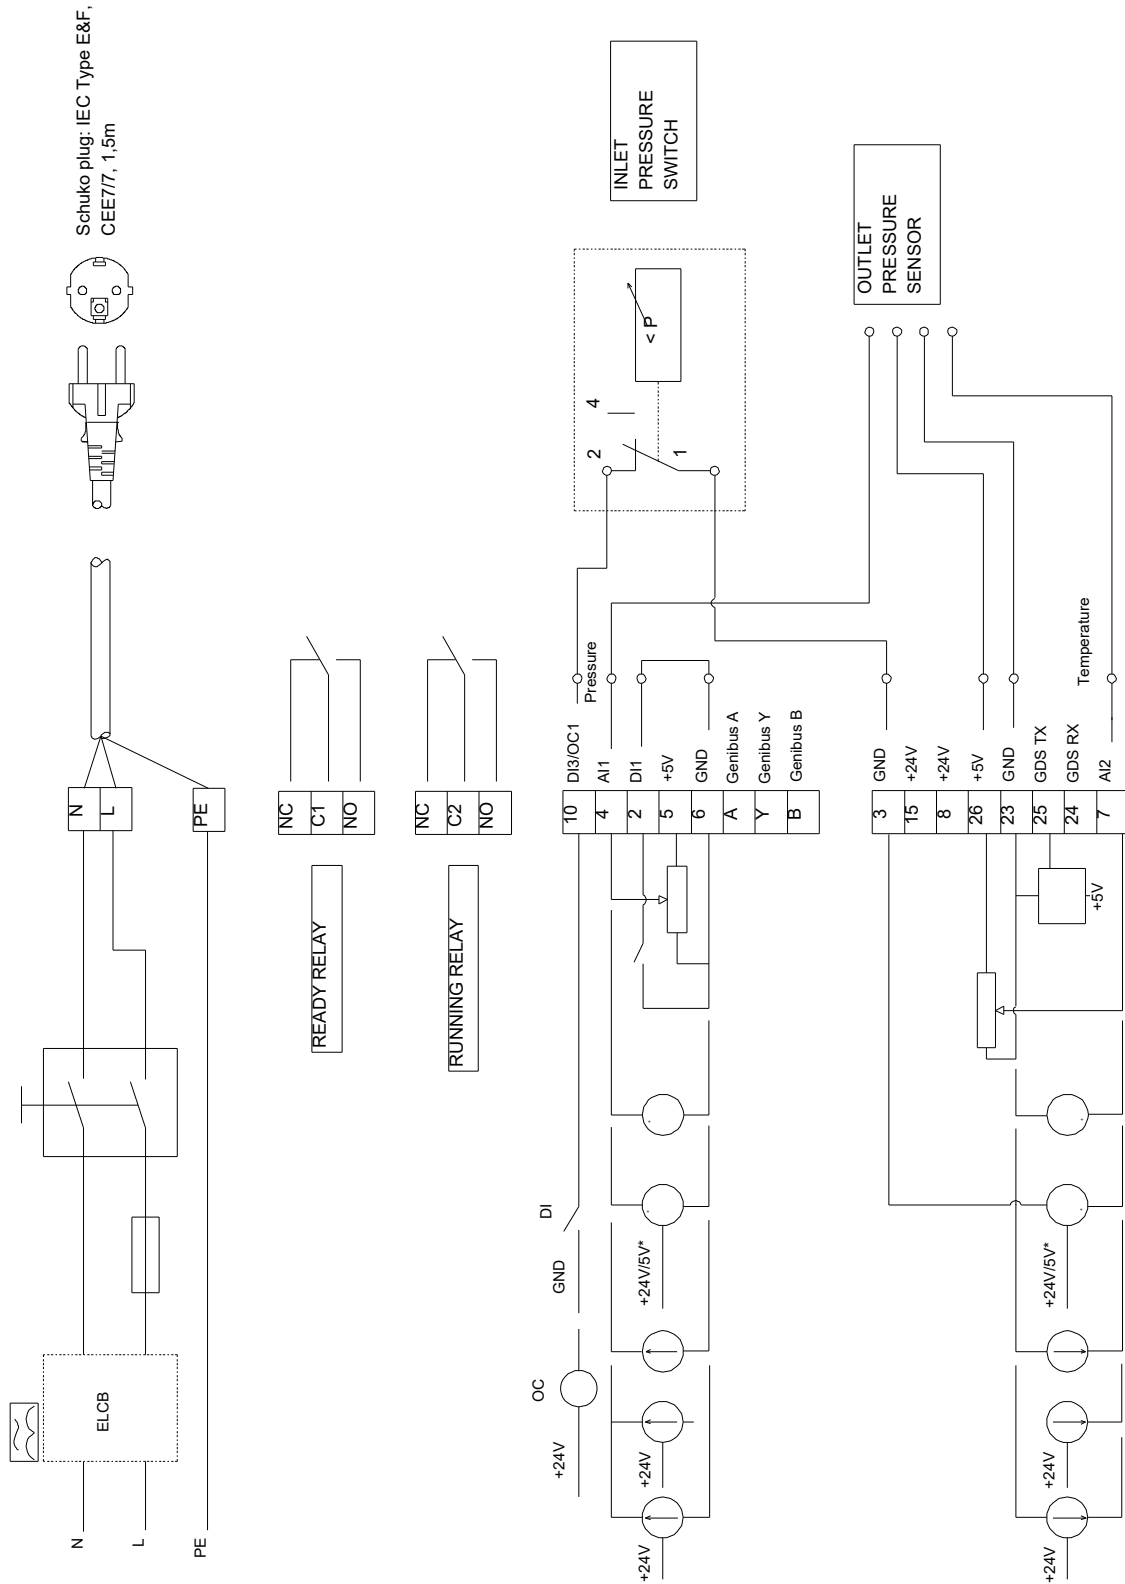 Schuko plug: IEC Type E&F,
CEE7/7, 1,5m
N
L
PE
ELCB
N
L
PE
NC
C1
NO
READY RELAY
NC
C2
NO
RUNNING RELAY
INLET
PRESSURE
SWITCH
< P
4
2
1
OUTLET
PRESSURE
SENSOR
Pressure
Temperature
10 DI3/OC1
4 AI1
2 DI1
5 +5V
6 GND
A Genibus A
Y Genibus Y
B Genibus B
3 GND
15 +24V
8 +24V
26 +5V
23 GND
25 GDS TX
24 GDS RX
7 AI2
+5V
DI
GND
OC
+24V
+24V/5V*
+24V
+24V
+24V/5V*
+24V
+24V